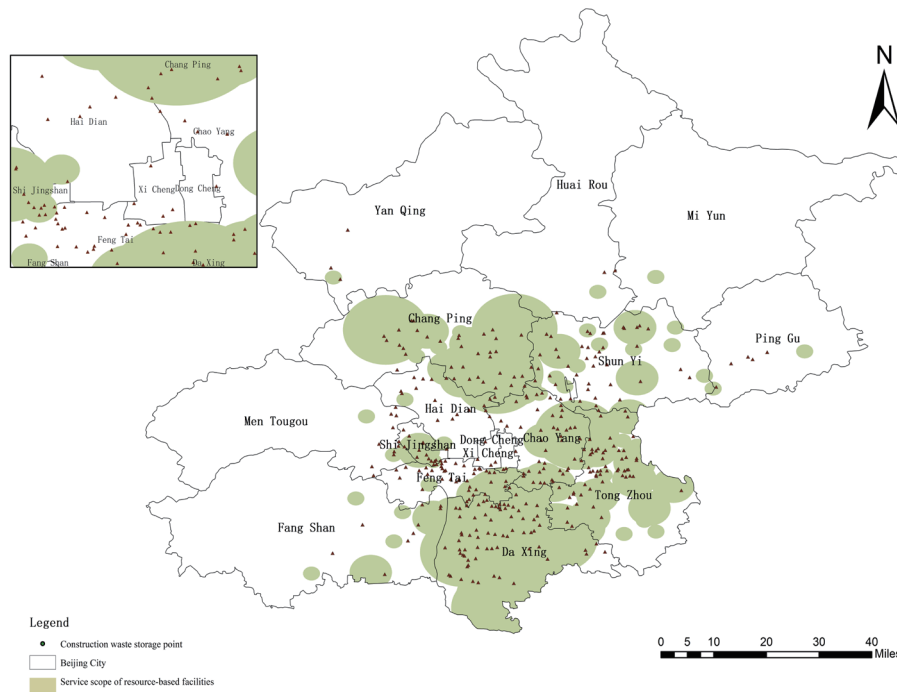 N
Chang Ping
Hai Dian
Chao Yang
Shi Jingshan
Xi Cheng
Dong Cheng
Feng Tai
Fang Shan
Da Xing
Huai Rou
Yan Qing
Mi Yun
Chang Ping
Ping Gu
Shun Yi
Hai Dian
Men Tougou
Dong Cheng
Chao Yang
Shi Jingshan
Xi Cheng
Feng Tai
Tong Zhou
Fang Shan
Da Xing
Legend
Construction waste storage point
Beijing City
Service scope of resource-based facilities
0 5 10 20 30 40
Miles